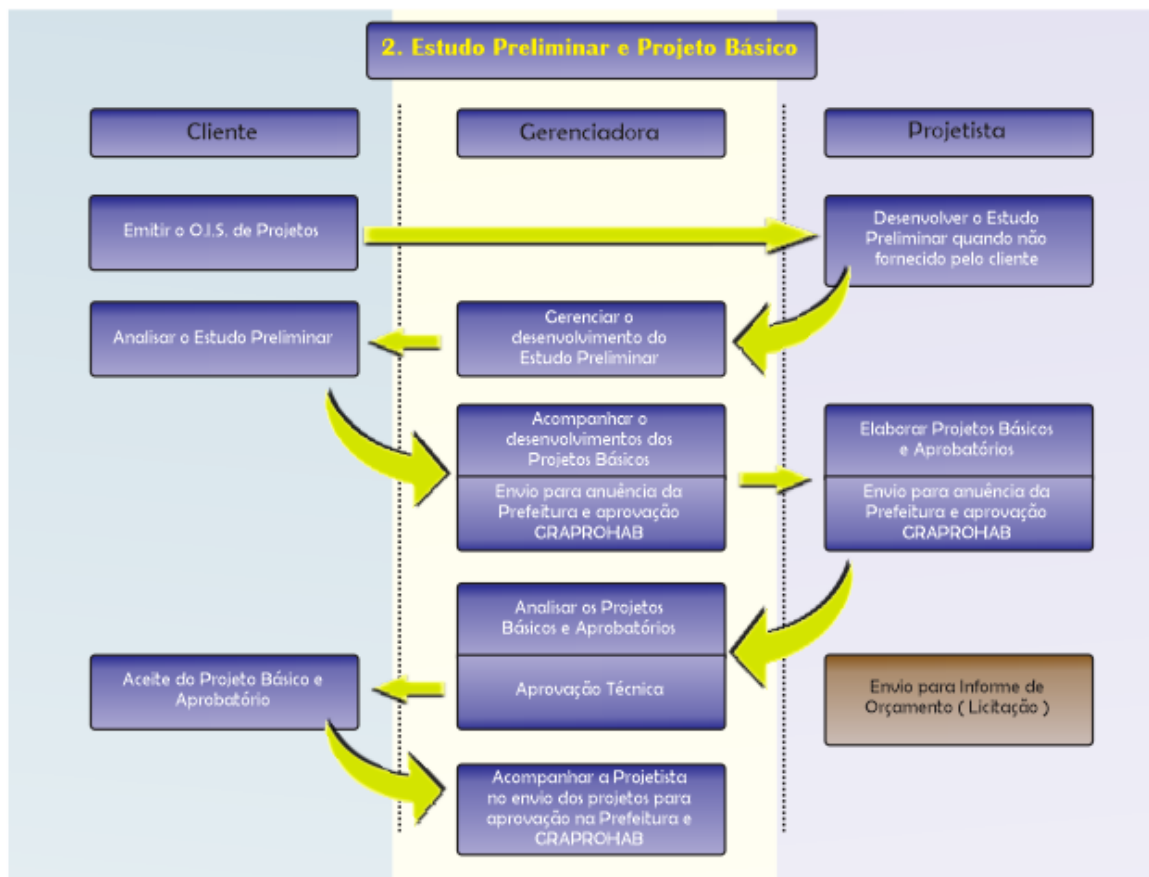 2. Estudo Preliminar e Projeto Básico
Cliente
Gerenciadora
Projetista
Emitir o O.I.S. de Projetos
Desenvolver o Estudo
Preliminar quando não
fornecido pelo cliente
Analisar o Estudo Preliminar
Gerenciar o
desenvolvimento do
Estudo Preliminar
Acompanhar o
desenvolvimentos dos
Projetos Básicos
Envio para anuência da
Prefeitura e aprovação
GRAPROHAB
Elaborar Projetos Básicos
e Aprobatórios
Envio para anuência da
Prefeitura e aprovação
GRAPROHAB
Analisar os Projetos
Básicos e Aprobatórios
Aprovação Técnica
Aceite do Projeto Básico e
Aprobatório
Envio para Informe de
Orçamento ( Licitação )
Acompanhar a Projetista
no envio dos projetos para
aprovação na Prefeitura e
GRAPROHAB